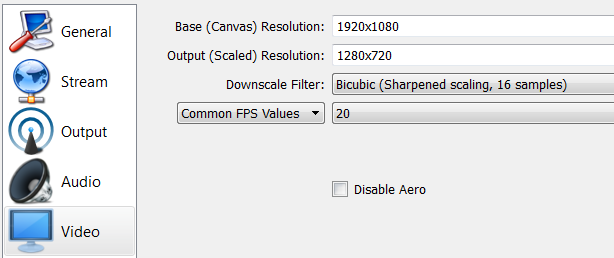 General
Stream
Output
Audio
Video
Base (Canvas) Resolution: 1920x1080
Output (Scaled) Resolution: 1280x720
Downscale Filter: Bicubic (Sharpened scaling, 16 samples)
Common FPS Values 20
Disable Aero